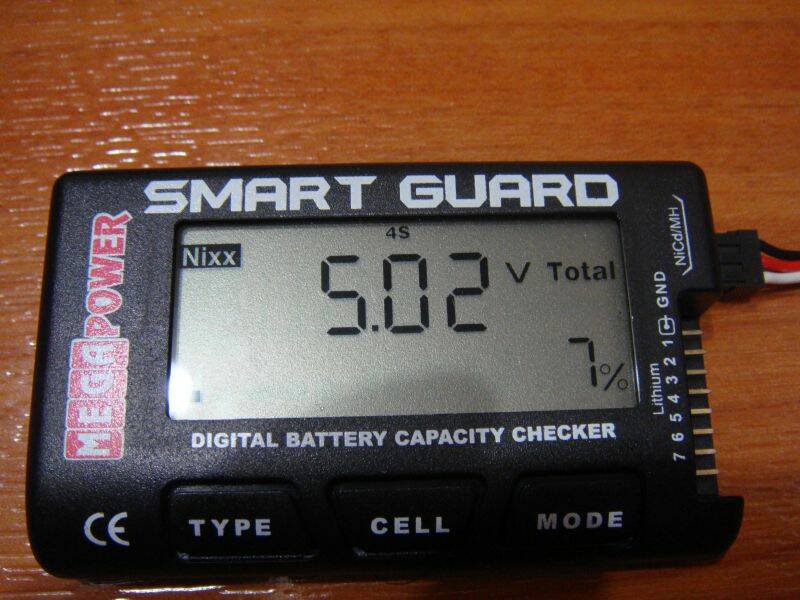 SMART GUARD
MEGA POWER
4S
Nixx
5.02 V Total
7%
DIGITAL BATTERY CAPACITY CHECKER
NiCd/MH
GND
Lithium
7 6 5 4 3 2 1
CE
TYPE
CELL
MODE